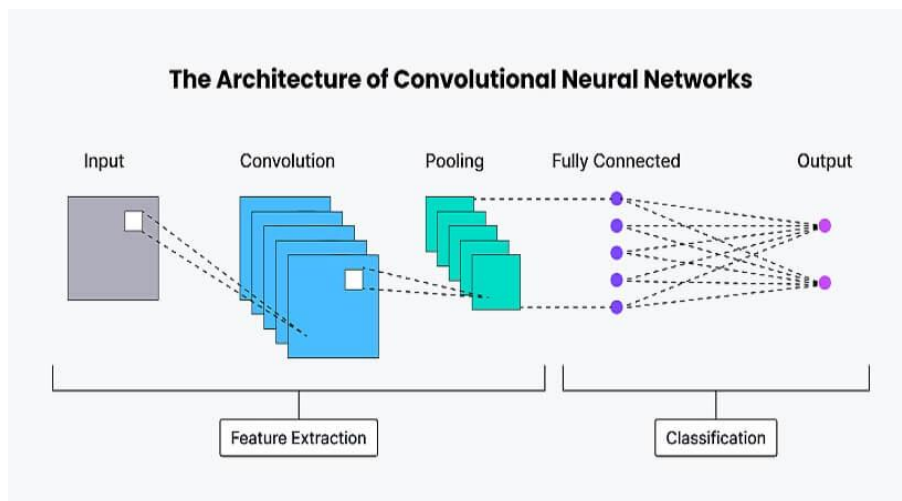 The Architecture of Convolutional Neural Networks
Input
Convolution
Pooling
Fully Connected
Output
Feature Extraction
Classification